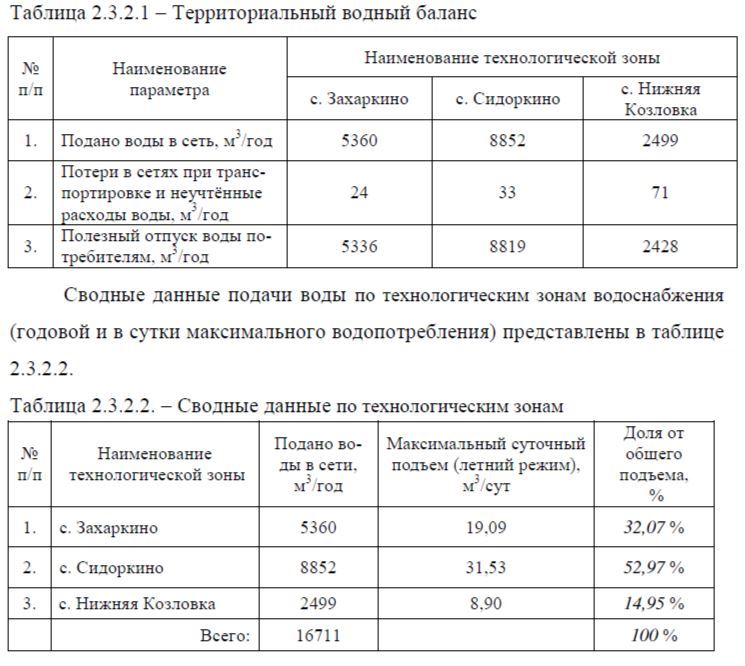 Таблица 2.3.2.1 – Территориальный водный баланс
№ п/п
Наименование параметра
Наименование технологической зоны
с. Захаркино
с. Сидоркино
с. Нижняя Козловка
1. Подано воды в сеть, м³/год 5360 8852 2499
2. Потери в сетях при транс-
портировке и неучтённые
расходы воды, м³/год
24 33 71
3. Полезный отпуск воды по-
требителям, м³/год
5336 8819 2428
Сводные данные подачи воды по технологическим зонам водоснабжения
(годовой и в сутки максимального водопотребления) представлены в таблице
2.3.2.2.
Таблица 2.3.2.2. – Сводные данные по технологическим зонам
№ п/п
Наименование
технологической зоны
Подано во-
ды в сети,
м³/год
Максимальный суточный
подъем (летний режим),
м³/сут
Доля от
общего
подъема,
%
1. с. Захаркино 5360 19,09 32,07 %
2. с. Сидоркино 8852 31,53 52,97 %
3. с. Нижняя Козловка 2499 8,90 14,95 %
Всего: 16711 100 %